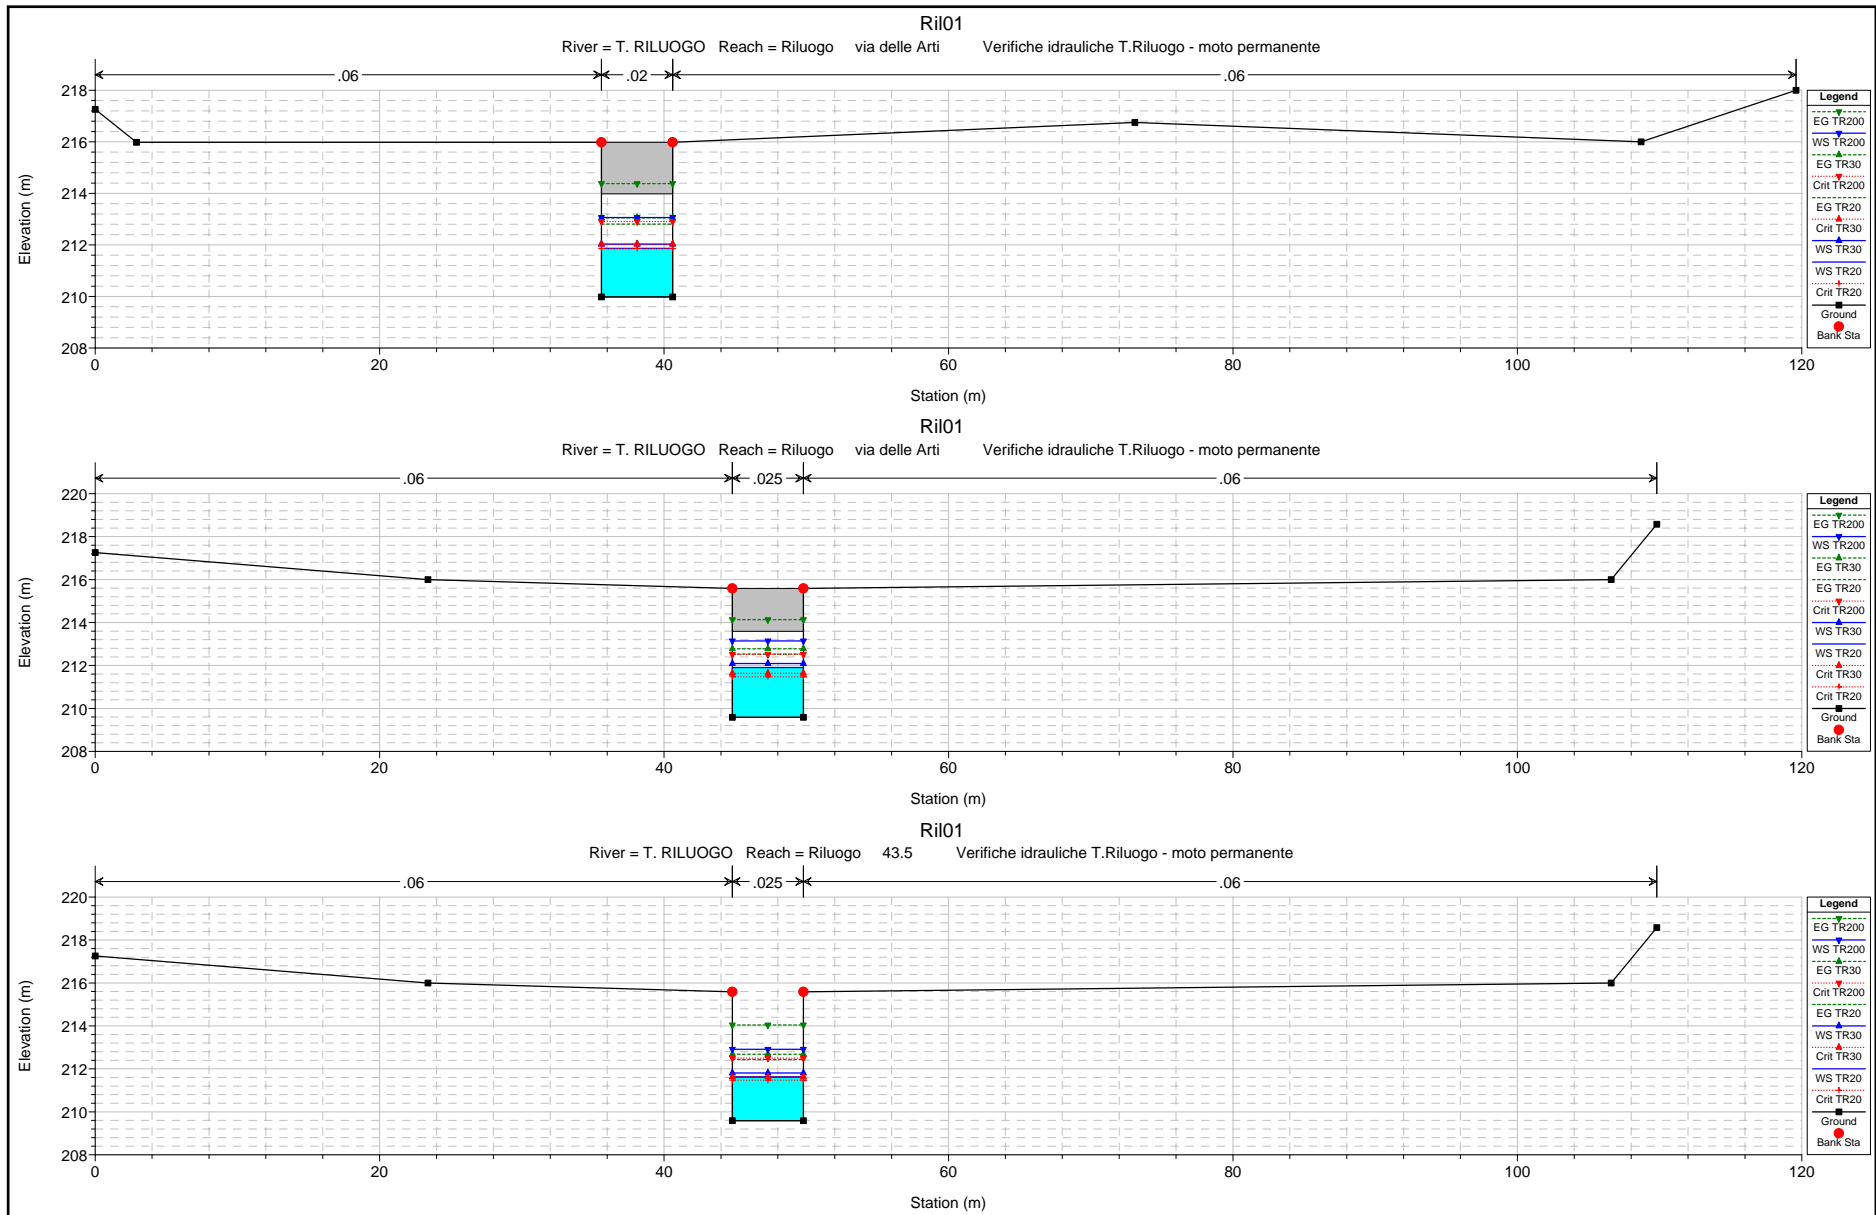 Ril01
River = T. RILUOGO Reach = Riluogo via delle Arti Verifiche idrauliche T.Riluogo - moto permanente
.06 .02 .06
218
216
214
212
210
208
Elevation (m)
0 20 40 60 80 100 120
Station (m)
Legend
EG TR200
WS TR200
EG TR30
Crit TR200
EG TR20
Crit TR30
WS TR30
WS TR20
Crit TR20
Ground
Bank Sta
Ril01
River = T. RILUOGO Reach = Riluogo via delle Arti Verifiche idrauliche T.Riluogo - moto permanente
.06 .025 .06
220
218
216
214
212
210
208
Elevation (m)
0 20 40 60 80 100 120
Station (m)
Legend
EG TR200
WS TR200
EG TR30
EG TR20
Crit TR200
WS TR30
WS TR20
Crit TR30
Crit TR20
Ground
Bank Sta
Ril01
River = T. RILUOGO Reach = Riluogo 43.5 Verifiche idrauliche T.Riluogo - moto permanente
.06 .025 .06
220
218
216
214
212
210
208
Elevation (m)
0 20 40 60 80 100 120
Station (m)
Legend
EG TR200
WS TR200
EG TR30
Crit TR200
EG TR20
WS TR30
Crit TR30
WS TR20
Crit TR20
Ground
Bank Sta